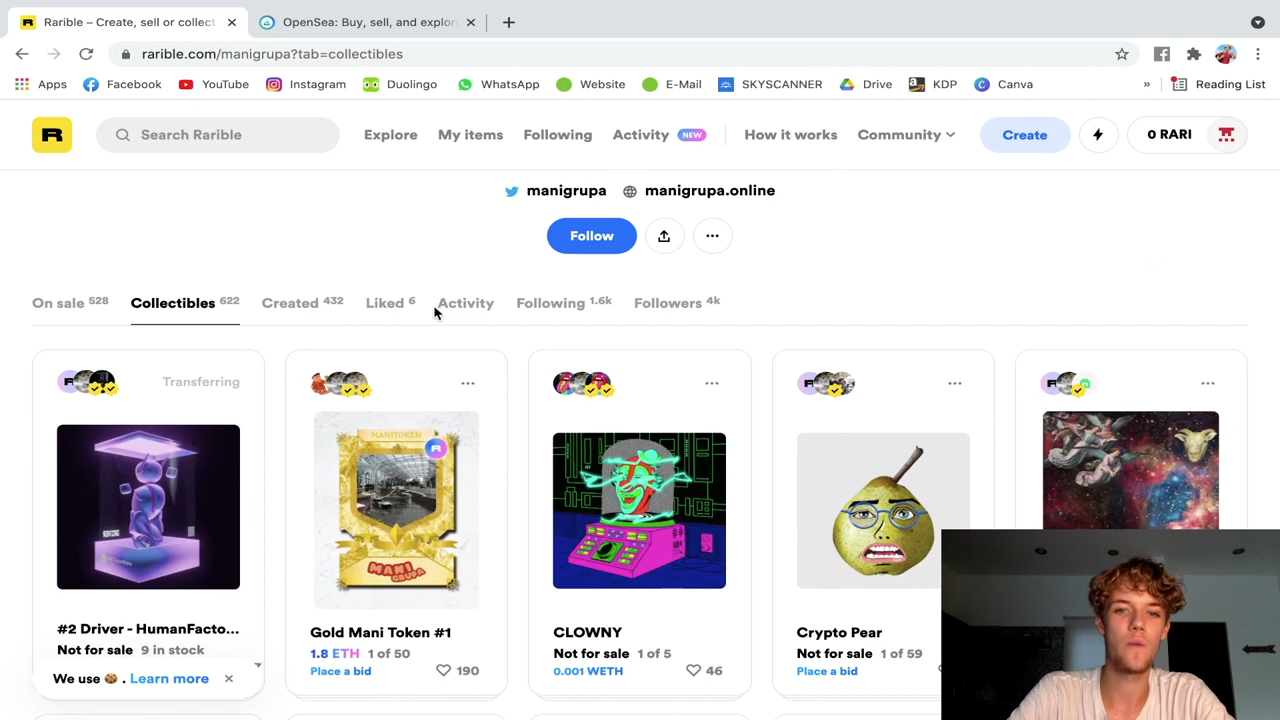 Rarible – Create, sell or collect
OpenSea: Buy, sell, and explor
rarible.com/manigrupa?tab=collectibles
Apps Facebook YouTube Instagram Duolingo WhatsApp Website E-Mail SKYSCANNER Drive KDP Canva » Reading List
R Search Rarible Explore My items Following Activity NEW How it works Community Create 0 RARI
manigrupa manigrupa.online
Follow
On sale 528 Collectibles 622 Created 432 Liked 6 Activity Following 1.6k Followers 4k
Transferring
MANITOKEN
MANI
GRUPA
#2 Driver - HumanFacto...
Not for sale 9 in stock
Gold Mani Token #1
1.8 ETH 1 of 50
Place a bid 190
CLOWNY
Not for sale 1 of 5
0.001 WETH 46
Crypto Pear
Not for sale 1 of 59
Place a bid
We use 🍪 . Learn more